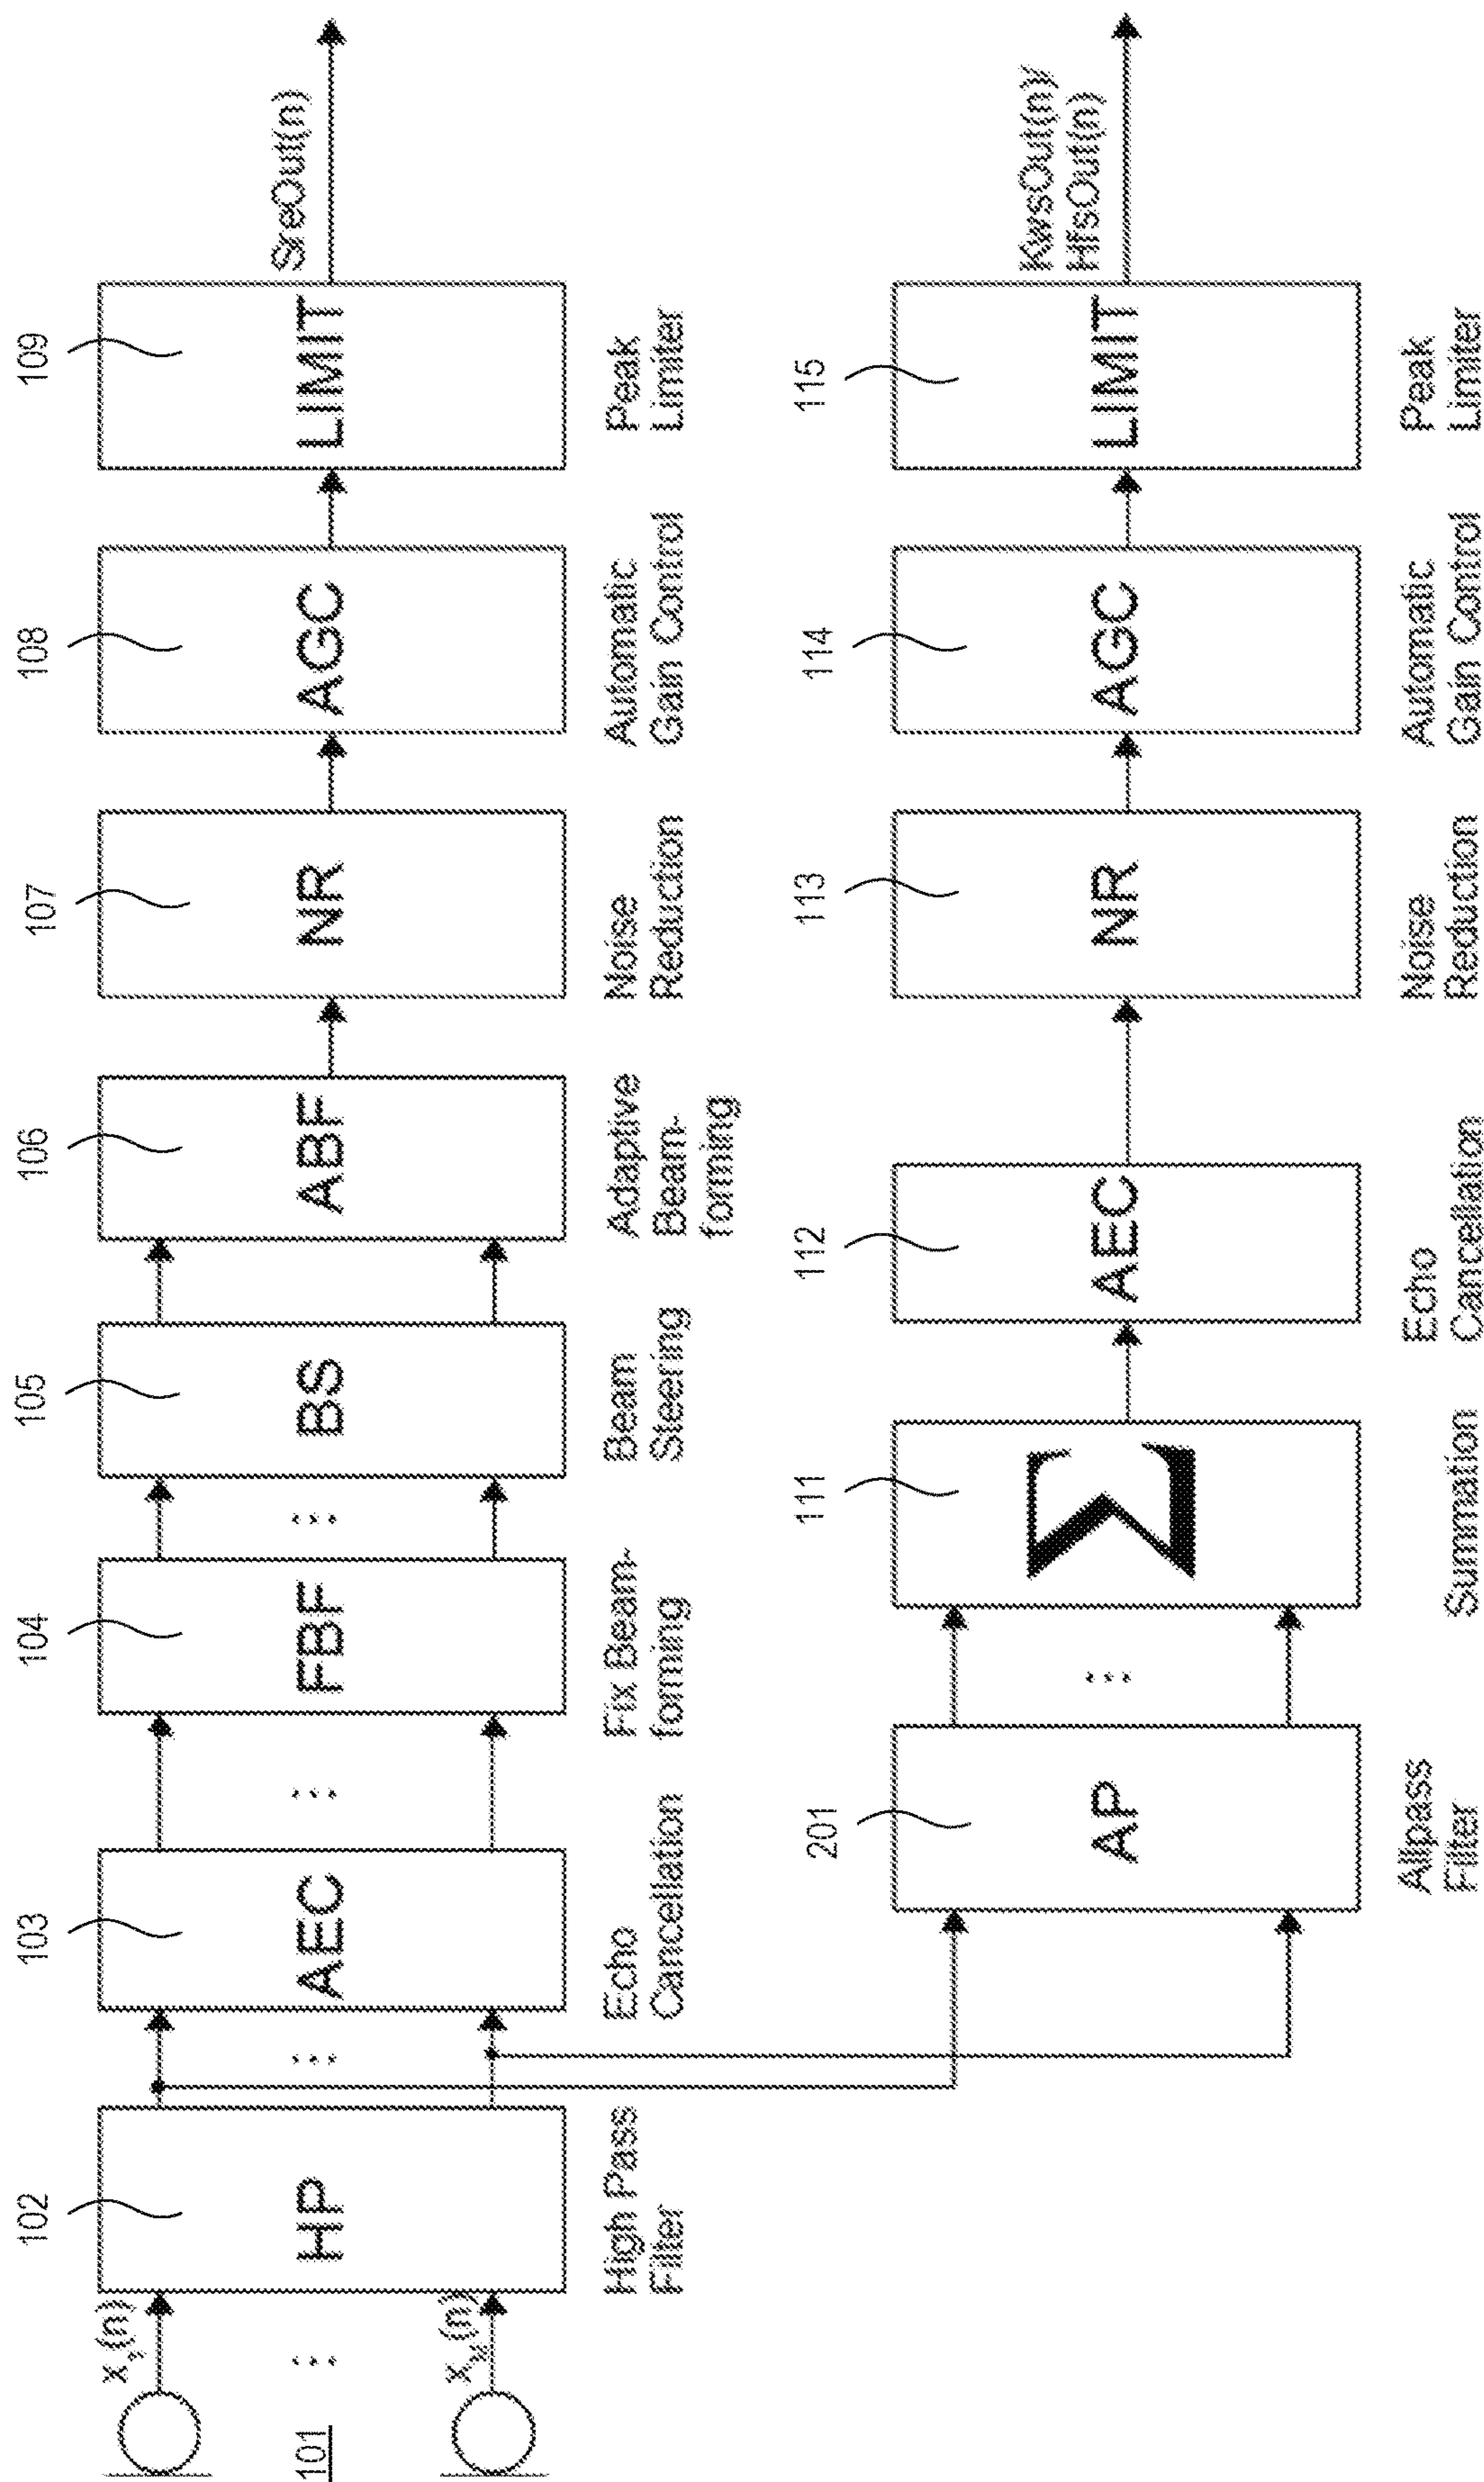 101
x₁(n)
⋮
x_M(n)
102
HP
High Pass
Filter
⋮
103
AEC
Echo
Cancellation
⋮
104
FBF
Fix Beam-
forming
⋮
105
BS
Beam
Steering
106
ABF
Adaptive
Beam-
forming
107
NR
Noise
Reduction
108
AGC
Automatic
Gain Control
109
LIMIT
Peak
Limiter
SreOut(n)
201
AP
Allpass
Filter
⋮
111
Σ
Summation
112
AEC
Echo
Cancellation
113
NR
Noise
Reduction
114
AGC
Automatic
Gain Control
115
LIMIT
Peak
Limiter
KwsOut(n)/
HfsOut(n)